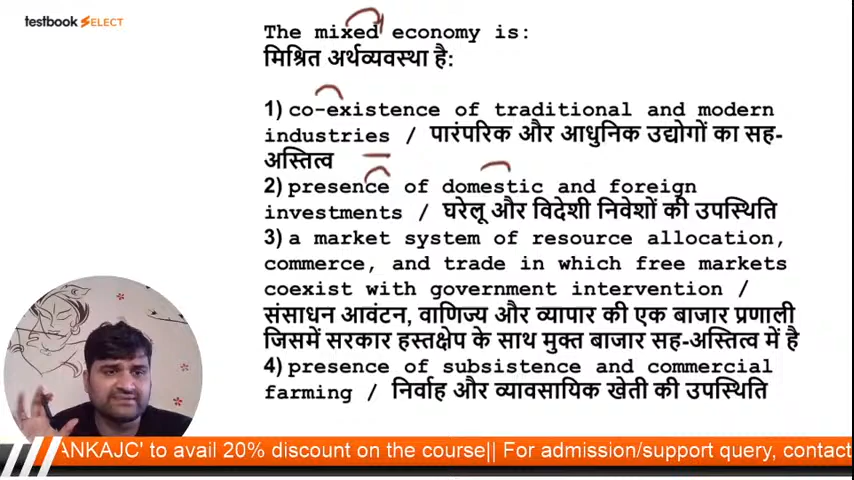 testbook SELECT
The mixed economy is:
मिश्रित अर्थव्यवस्था है:
1) co-existence of traditional and modern
industries / पारंपरिक और आधुनिक उद्योगों का सह-
अस्तित्व
2) presence of domestic and foreign
investments / घरेलू और विदेशी निवेशों की उपस्थिति
3) a market system of resource allocation,
commerce, and trade in which free markets
coexist with government intervention /
संसाधन आवंटन, वाणिज्य और व्यापार की एक बाजार प्रणाली
जिसमें सरकार हस्तक्षेप के साथ मुक्त बाजार सह-अस्तित्व में है
4) presence of subsistence and commercial
farming / निर्वाह और व्यावसायिक खेती की उपस्थिति
ANKAJC' to avail 20% discount on the course|| For admission/support query, contact